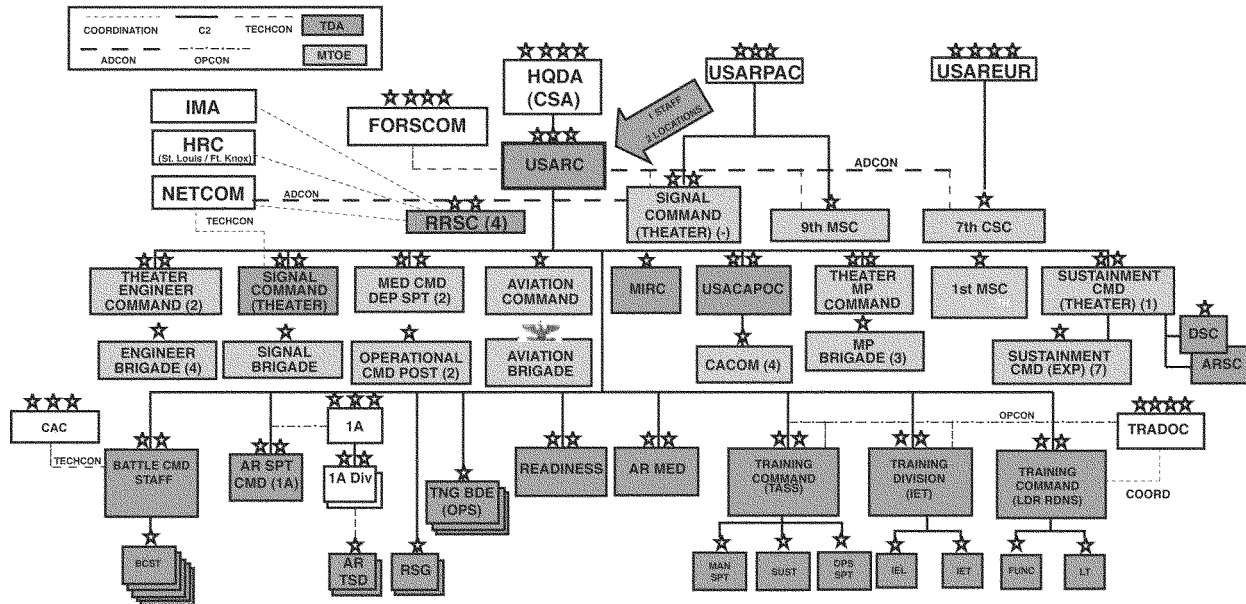 COORDINATION
C2
TECHCON
TDA
ADCON
OPCON
MTOE
HQDA
(CSA)
USARPAC
USAREUR
IMA
FORSCOM
1 STAFF
2 LOCATIONS
HRC
(St. Louis / Ft. Knox)
USARC
ADCON
NETCOM
ADCON
TECHCON
RRSC (4)
SIGNAL
COMMAND
(THEATER) (-)
9th MSC
7th CSC
THEATER
ENGINEER
COMMAND (2)
SIGNAL
COMMAND
(THEATER)
MED CMD
DEP SPT (2)
AVIATION
COMMAND
MIRC
USACAPOC
THEATER
MP
COMMAND
1st MSC
SUSTAINMENT
CMD
(THEATER) (1)
DSC
ARSC
ENGINEER
BRIGADE (4)
SIGNAL
BRIGADE
OPERATIONAL
CMD POST (2)
AVIATION
BRIGADE
CACOM (4)
MP
BRIGADE (3)
SUSTAINMENT
CMD (EXP) (7)
CAC
TECHCON
1A
OPCON
TRADOC
BATTLE CMD
STAFF
AR SPT
CMD (1A)
1A Div
TNG BDE
(OPS)
READINESS
AR MED
TRAINING
COMMAND
(TASS)
TRAINING
DIVISION
(IET)
TRAINING
COMMAND
(LDR RDNS)
COORD
BCST
AR
TSD
RSG
MAN
SPT
SUST
OPS
SPT
IEL
IET
FUNC
LT